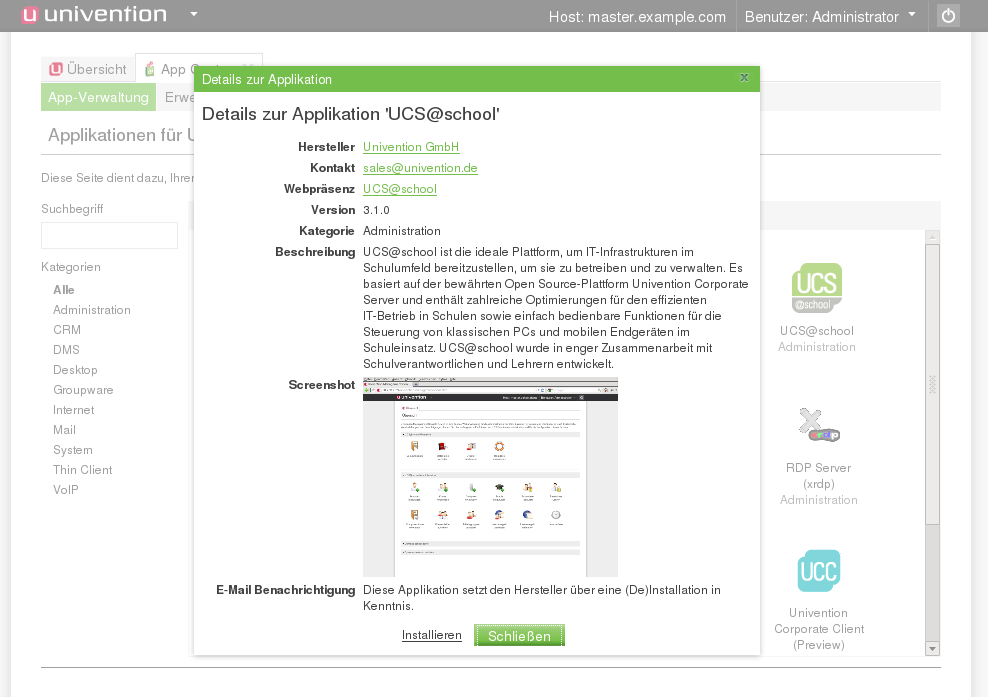 univention
Host: master.example.com
Benutzer: Administrator
Übersicht
App
App-Verwaltung
Applikationen für
Diese Seite dient dazu, Ihrer
Suchbegriff
Kategorien
Alle
Administration
CRM
DMS
Desktop
Groupware
Internet
Mail
System
Thin Client
VoIP
Details zur Applikation
x
Details zur Applikation 'UCS@school'
Hersteller Univention GmbH
Kontakt sales@univention.de
Webpräsenz UCS@school
Version 3.1.0
Kategorie Administration
Beschreibung UCS@school ist die ideale Plattform, um IT-Infrastrukturen im
Schulumfeld bereitzustellen, um sie zu betreiben und zu verwalten. Es
basiert auf der bewährten Open Source-Plattform Univention Corporate
Server und enthält zahlreiche Optimierungen für den effizienten
IT-Betrieb in Schulen sowie einfach bedienbare Funktionen für die
Steuerung von klassischen PCs und mobilen Endgeräten im
Schuleinsatz. UCS@school wurde in enger Zusammenarbeit mit
Schulverantwortlichen und Lehrern entwickelt.
Screenshot
univention
E-Mail Benachrichtigung Diese Applikation setzt den Hersteller über eine (De)Installation in
Kenntnis.
Installieren
Schließen
UCS
@school
UCS@school
Administration
xrdp
RDP Server
(xrdp)
Administration
UCC
Univention
Corporate Client
(Preview)